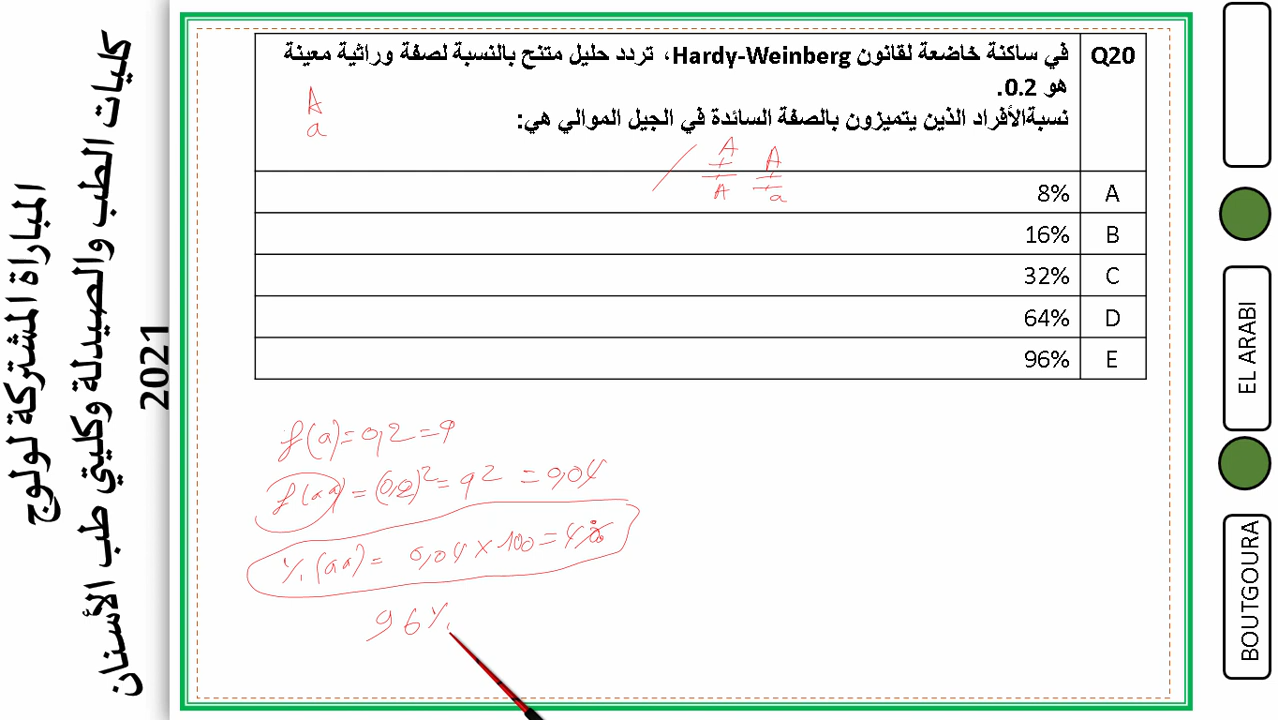 المباراة المشتركة لولوج
كليات الطب والصيدلة وكليتي طب الأسنان
2021
Q20
في ساكنة خاضعة لقانون Hardy-Weinberg، تردد حليل متنح بالنسبة لصفة وراثية معينة
هو 0.2.
نسبةالأفراد الذين يتميزون بالصفة السائدة في الجيل الموالي هي:
A
a
A A
A a
8% A
16% B
32% C
64% D
96% E
f(a)=0,2=q
f(aa)=(0,2)²=q2=0,04
%(aa)=0,04×100=4%
96%
EL ARABI
BOUTGOURA